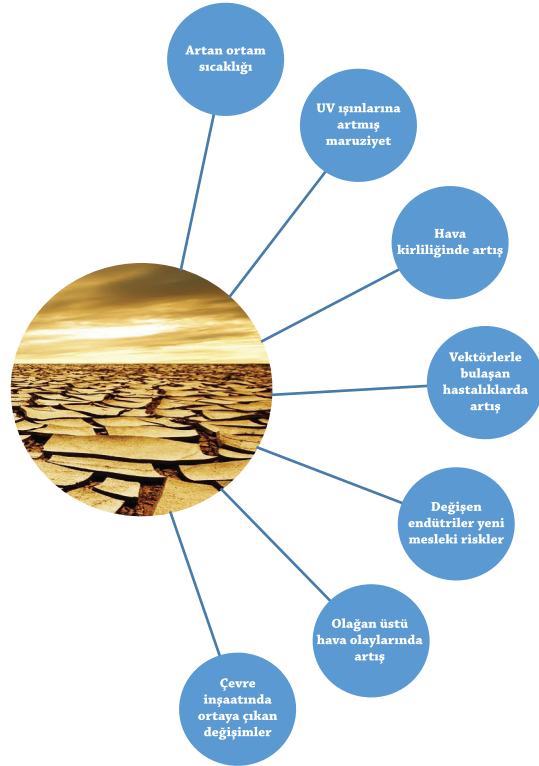 Artan ortam
sıcaklığı
UV ışınlarına
artmış
maruziyet
Hava
kirliliğinde artış
Vektörlerle
bulaşan
hastalıklarda
artış
Değişen
endütriler yeni
mesleki riskler
Olağan üstü
hava olaylarında
artış
Çevre
inşaatında
ortaya çıkan
değişimler